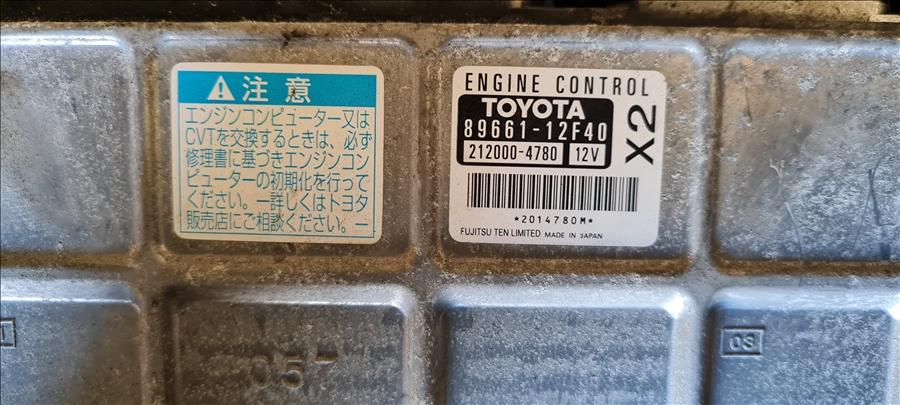 ⚠注意
エンジンコンピューター又は
CVTを交換するときは、必ず
修理書に基づきエンジンコン
ピューターの初期化を行って
ください。ー詳しくはトヨタ
販売店にご相談ください。ー
ENGINE CONTROL
TOYOTA
89661-12F40
212000-4780 12V
X2
*2014780M*
FUJITSU TEN LIMITED MADE IN JAPAN
057
03